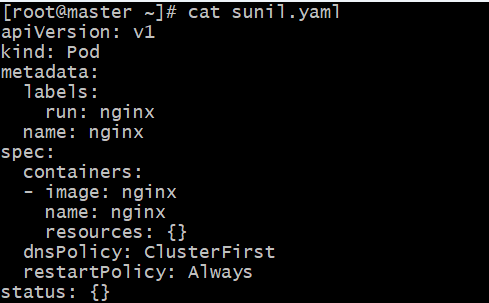 [root@master ~]# cat sunil.yaml
apiVersion: v1
kind: Pod
metadata:
  labels:
    run: nginx
  name: nginx
spec:
  containers:
  - image: nginx
    name: nginx
    resources: {}
  dnsPolicy: ClusterFirst
  restartPolicy: Always
status: {}